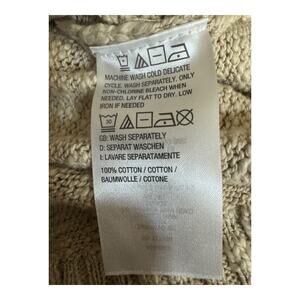 MACHINE WASH COLD DELICATE
CYCLE. WASH SEPARATELY ONLY
NON-CHLORINE BLEACH WHEN
NEEDED. LAY FLAT TO DRY. LOW
IRON IF NEEDED
30
GB: WASH SEPARATELY
D: SEPARAT WASCHEN
I: LAVARE SEPARATAMENTE
100% COTTON / COTTON /
BAUMWOLLE / COTONE